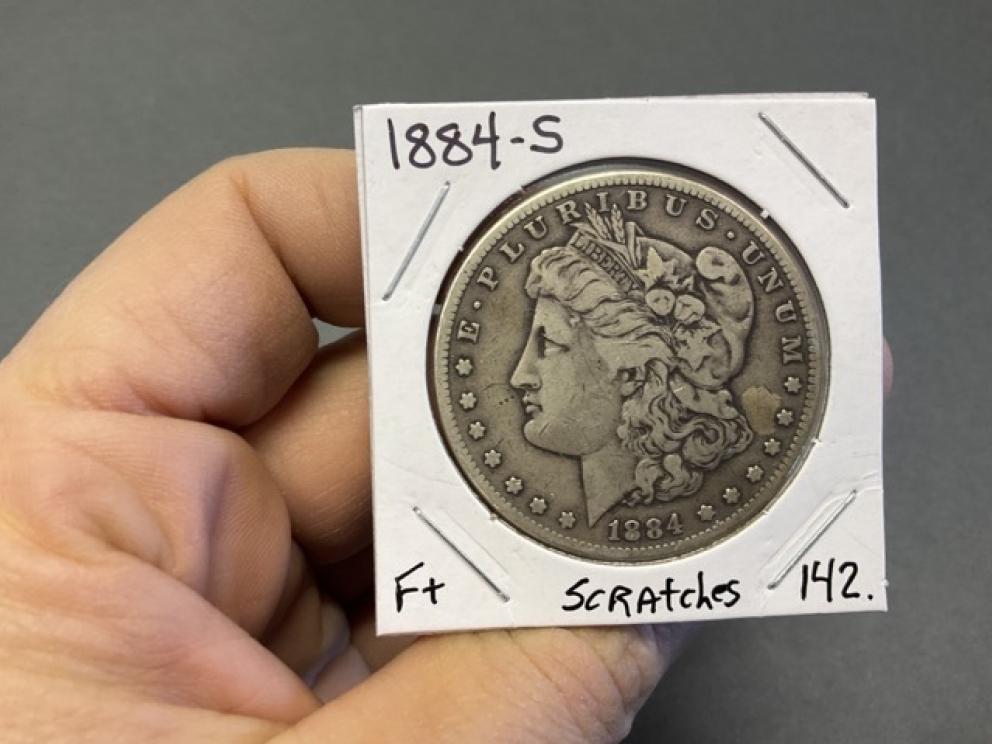 1884-S
E · PLURIBUS · UNUM
LIBERTY
1884
F+ SCRAtches 142.